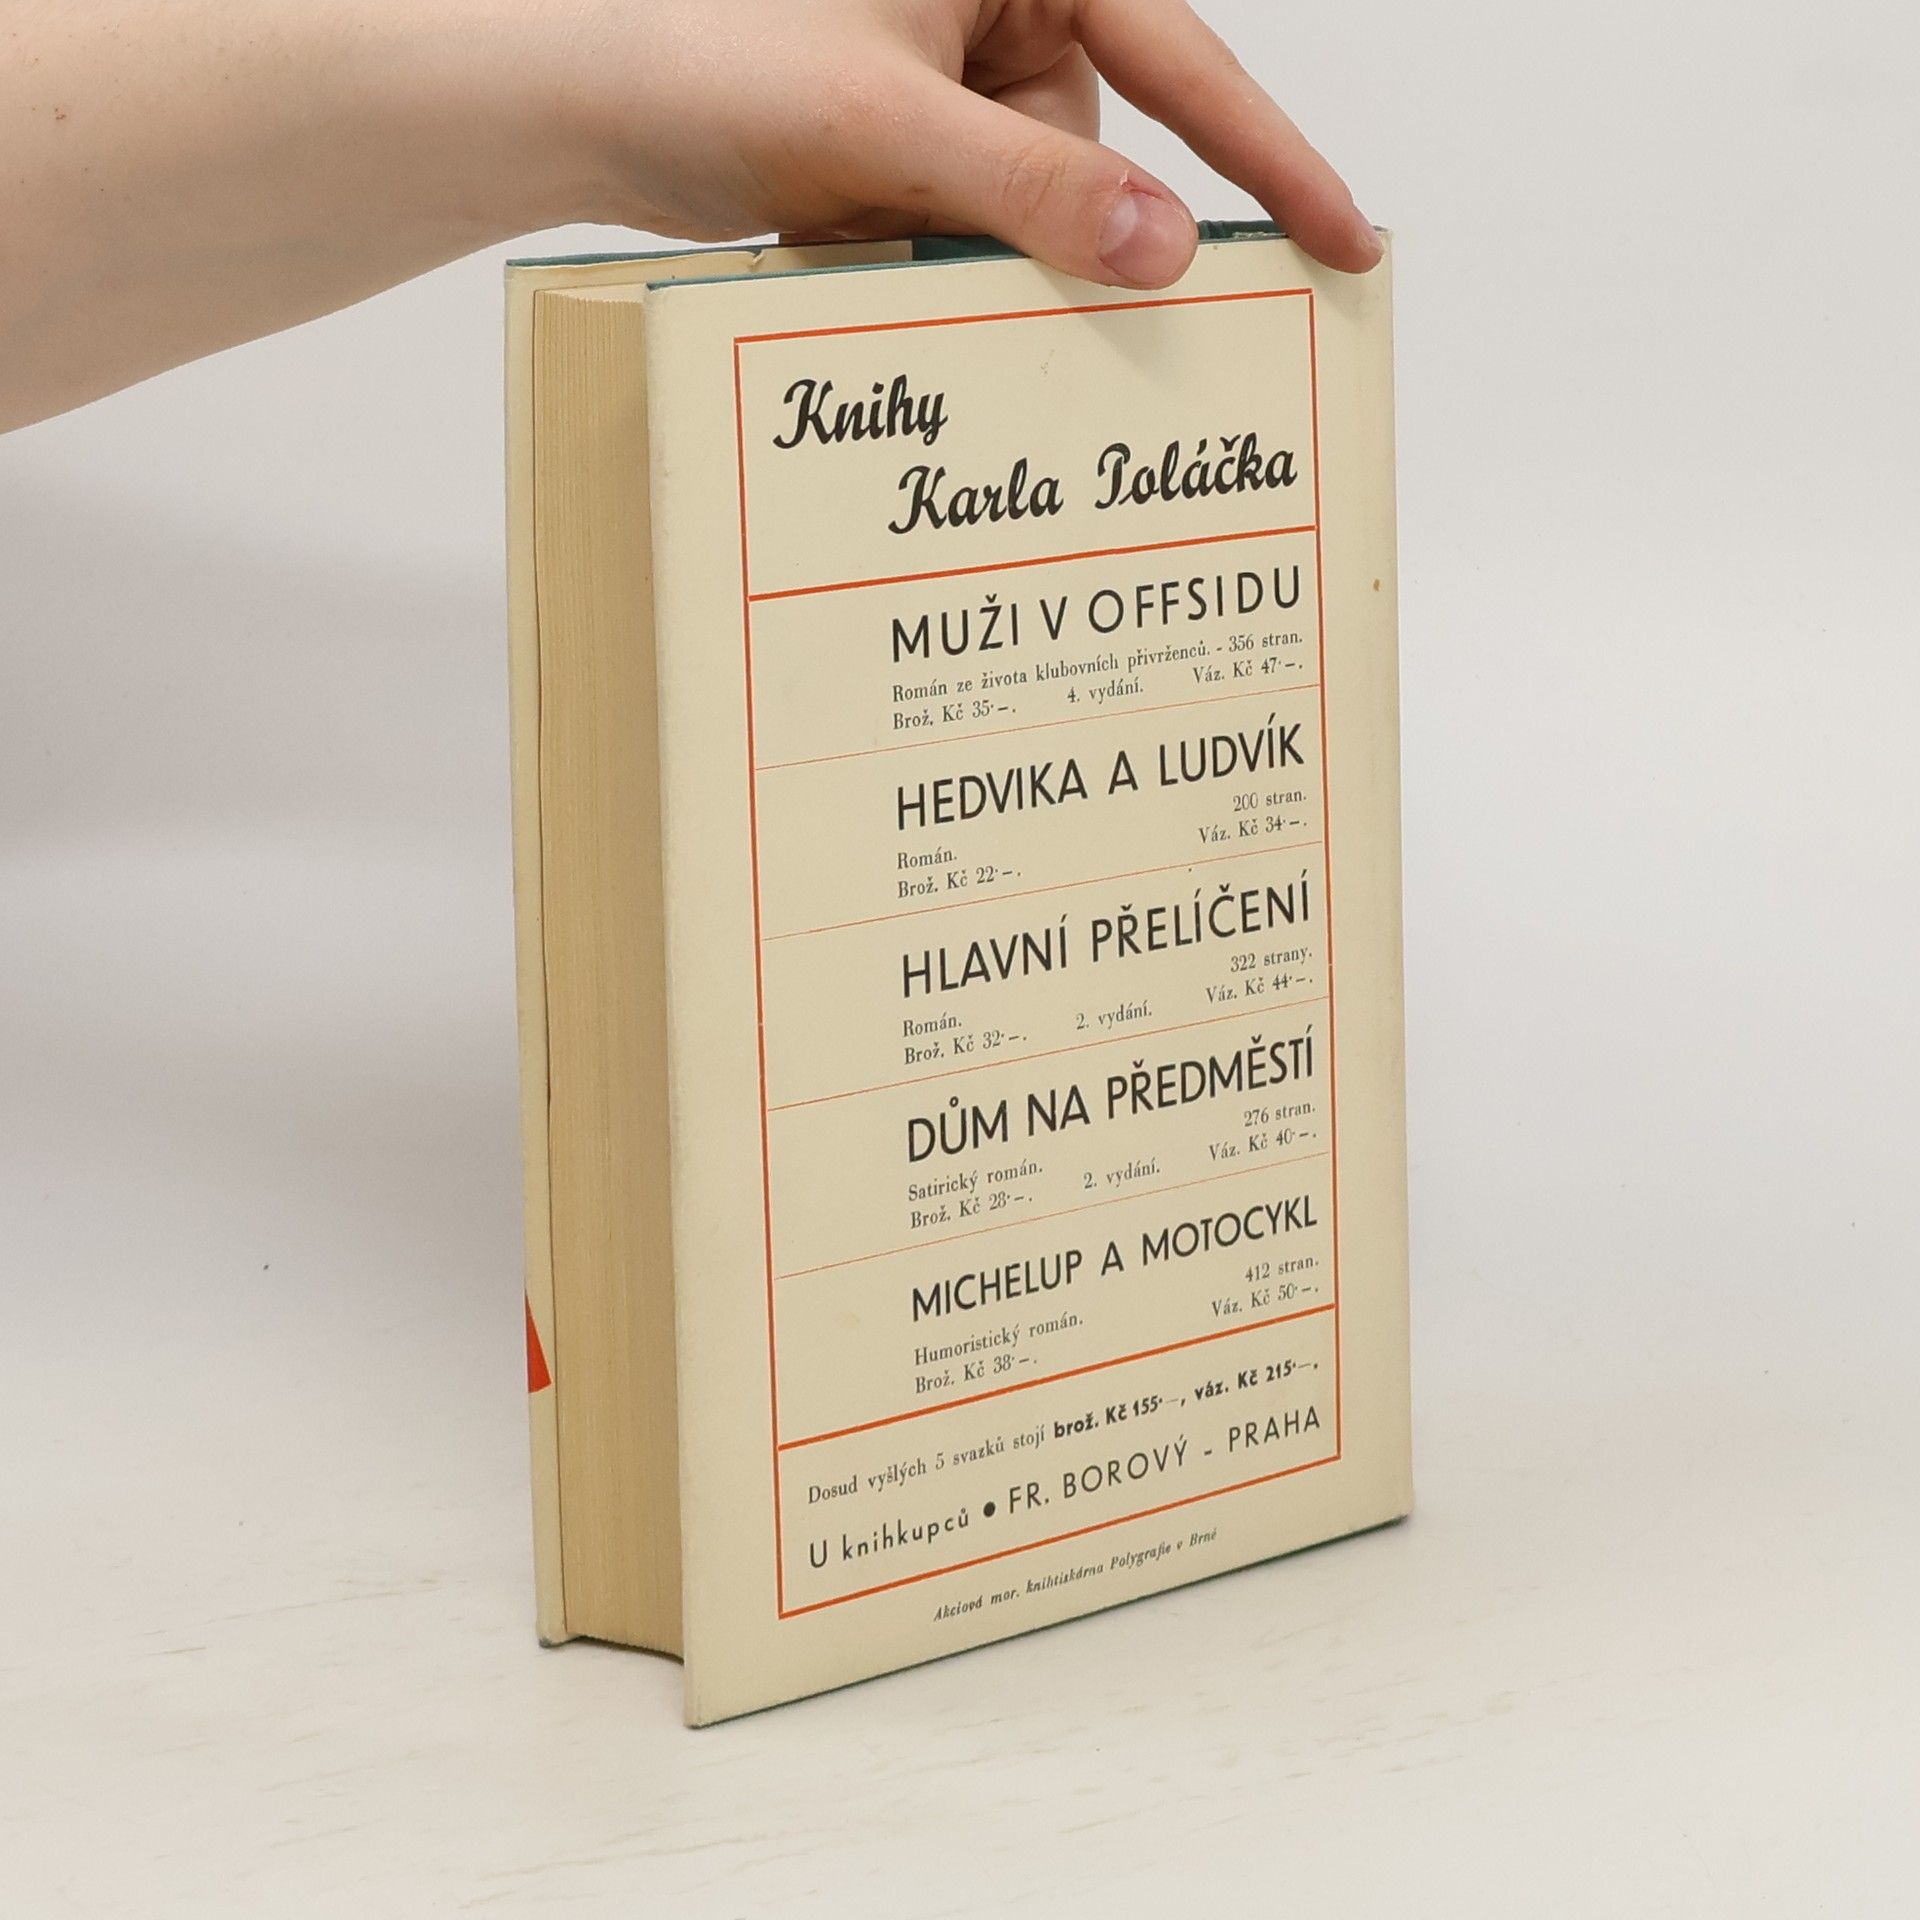 Knihy
Karla Poláčka
MUŽI V OFFSIDU
Román ze života klubovních přivrženců. - 356 stran.
Brož. Kč 35·–. 4. vydání. Váz. Kč 47·–.
HEDVIKA A LUDVÍK
Román. 200 stran.
Brož. Kč 22·–. Váz. Kč 34·–.
HLAVNÍ PŘELÍČENÍ
Román. 322 strany.
Brož. Kč 32·–. 2. vydání. Váz. Kč 44·–.
DŮM NA PŘEDMĚSTÍ
Satirický román. 276 stran.
Brož. Kč 28·–. 2. vydání. Váz. Kč 40·–.
MICHELUP A MOTOCYKL
Humoristický román. 412 stran.
Brož. Kč 38·–. Váz. Kč 50·–.
Dosud vyšlých 5 svazků stojí brož. Kč 155·–, váz. Kč 215·–.
U knihkupců ● FR. BOROVÝ - PRAHA
Akciová mor. knihtiskárna Polygrafie v Brně